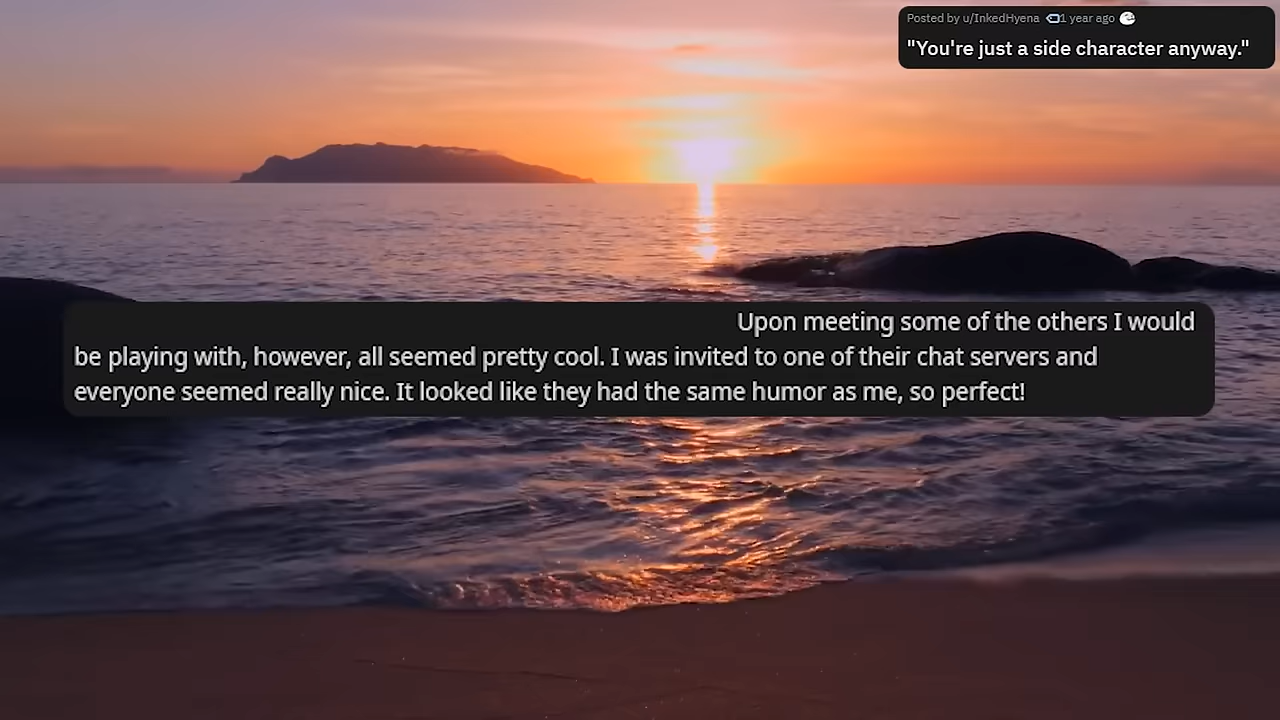 Posted by u/InkedHyena 1 year ago
"You're just a side character anyway."
Upon meeting some of the others I would
be playing with, however, all seemed pretty cool. I was invited to one of their chat servers and
everyone seemed really nice. It looked like they had the same humor as me, so perfect!